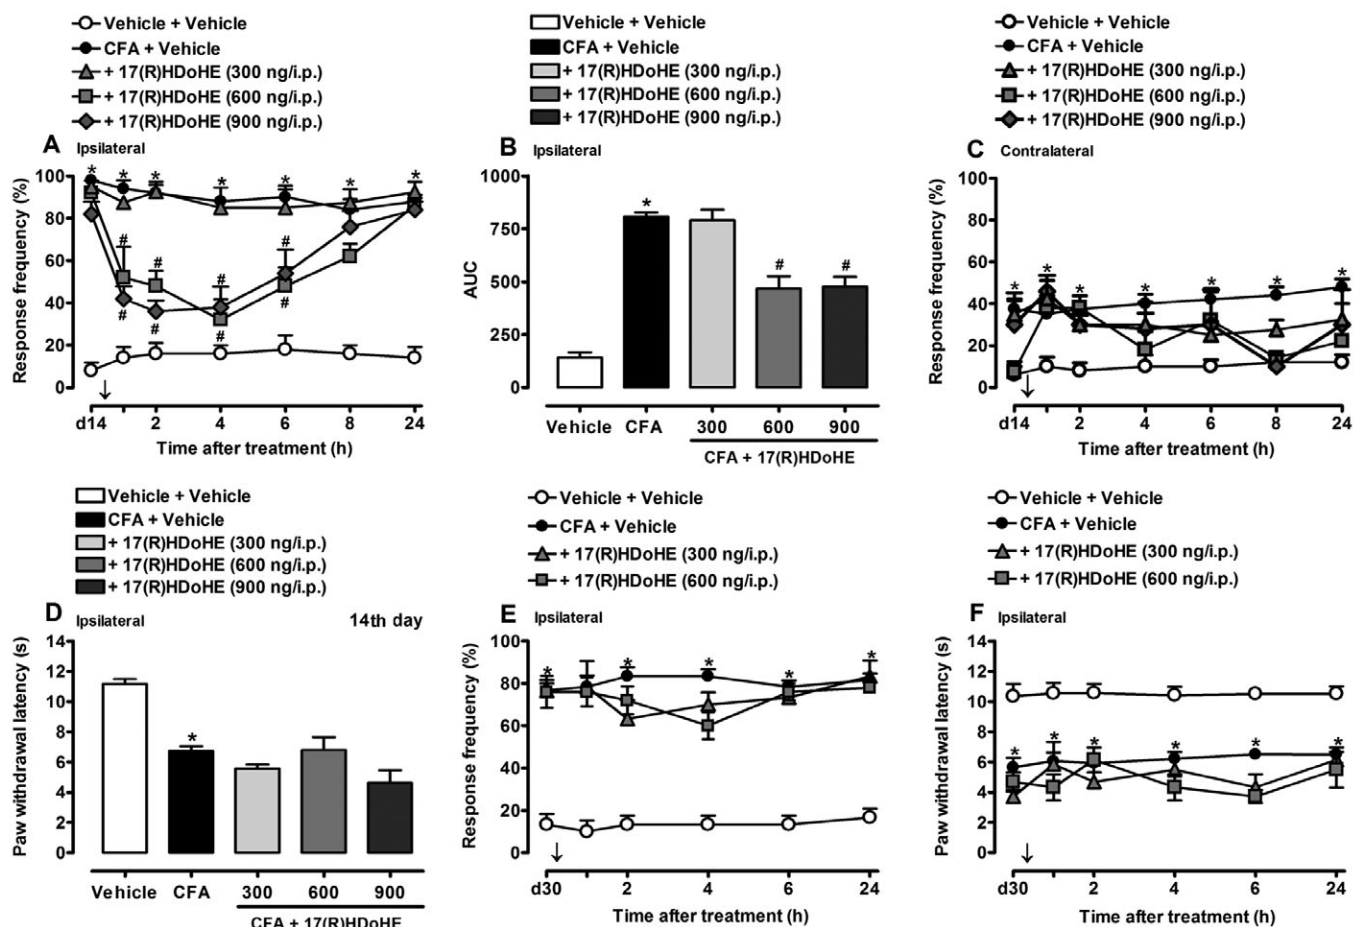 Vehicle + Vehicle
CFA + Vehicle
+ 17(R)HDoHE (300 ng/i.p.)
+ 17(R)HDoHE (600 ng/i.p.)
+ 17(R)HDoHE (900 ng/i.p.)
A Ipsilateral
Response frequency (%)
100
80
60
40
20
0
* * * * * * *
# # # #
# # # #
d14 2 4 6 8 24
Time after treatment (h)
Vehicle + Vehicle
CFA + Vehicle
+ 17(R)HDoHE (300 ng/i.p.)
+ 17(R)HDoHE (600 ng/i.p.)
+ 17(R)HDoHE (900 ng/i.p.)
B Ipsilateral
AUC
1000
750
500
250
0
*
# #
Vehicle CFA 300 600 900
CFA + 17(R)HDoHE
Vehicle + Vehicle
CFA + Vehicle
+ 17(R)HDoHE (300 ng/i.p.)
+ 17(R)HDoHE (600 ng/i.p.)
+ 17(R)HDoHE (900 ng/i.p.)
C Contralateral
Response frequency (%)
100
80
60
40
20
0
* * * * * * *
d14 2 4 6 8 24
Time after treatment (h)
Vehicle + Vehicle
CFA + Vehicle
+ 17(R)HDoHE (300 ng/i.p.)
+ 17(R)HDoHE (600 ng/i.p.)
+ 17(R)HDoHE (900 ng/i.p.)
D Ipsilateral 14th day
Paw withdrawal latency (s)
14
12
10
8
6
4
2
0
*
Vehicle CFA 300 600 900
CFA + 17(R)HDoHE
Vehicle + Vehicle
CFA + Vehicle
+ 17(R)HDoHE (300 ng/i.p.)
+ 17(R)HDoHE (600 ng/i.p.)
E Ipsilateral
Response frequency (%)
100
80
60
40
20
0
* * * * *
d30 2 4 6 24
Time after treatment (h)
Vehicle + Vehicle
CFA + Vehicle
+ 17(R)HDoHE (300 ng/i.p.)
+ 17(R)HDoHE (600 ng/i.p.)
F Ipsilateral
Paw withdrawal latency (s)
14
12
10
8
6
4
2
0
* * * * * *
d30 2 4 6 24
Time after treatment (h)